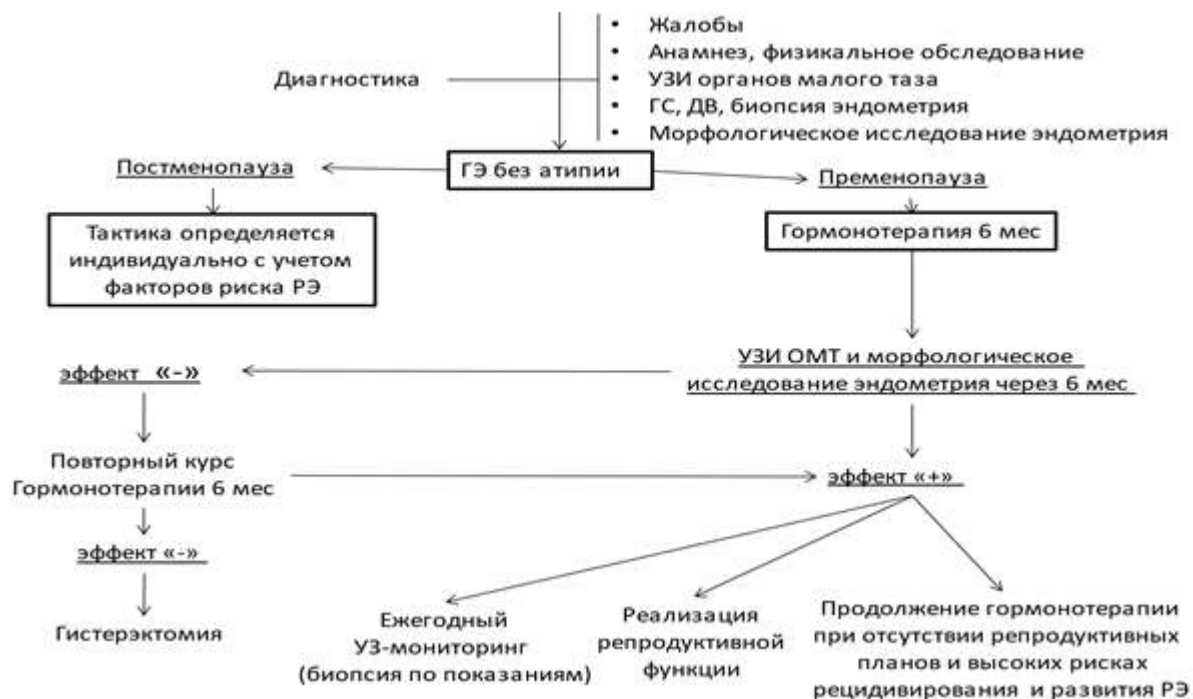 • Жалобы
• Анамнез, физикальное обследование
Диагностика
• УЗИ органов малого таза
• ГС, ДВ, биопсия эндометрия
• Морфологическое исследование эндометрия
Постменопауза
ГЭ без атипии
Пременопауза
Тактика определяется
индивидуально с учетом
факторов риска РЭ
Гормонотерапия 6 мес
УЗИ ОМТ и морфологическое
исследование эндометрия через 6 мес
эффект «-»
Повторный курс
Гормонотерапии 6 мес
эффект «+»
эффект «-»
Гистерэктомия
Ежегодный
УЗ-мониторинг
(биопсия по показаниям)
Реализация
репродуктивной
функции
Продолжение гормонотерапии
при отсутствии репродуктивных
планов и высоких рисках
рецидивирования и развития РЭ